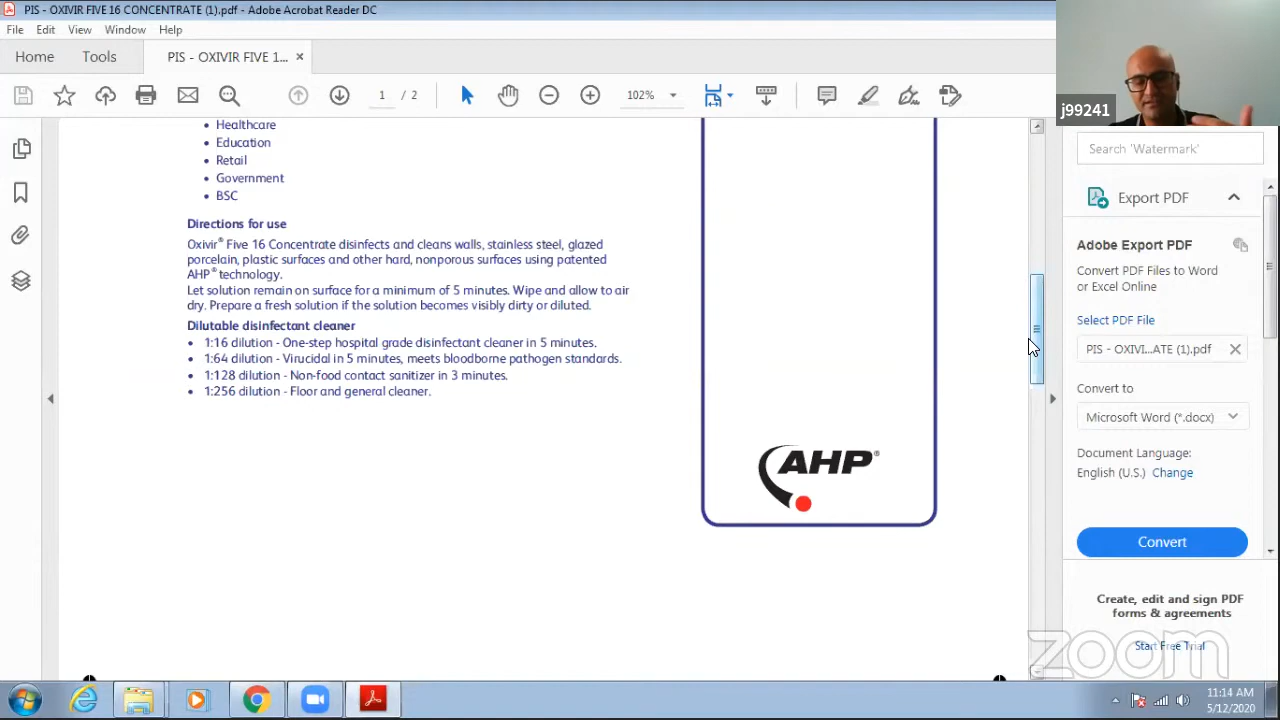 PIS - OXIVIR FIVE 16 CONCENTRATE (1).pdf - Adobe Acrobat Reader DC
File Edit View Window Help
Home Tools PIS - OXIVIR FIVE 1... ×
1 / 2 102%
j99241
Search 'Watermark'
Export PDF
Adobe Export PDF
Convert PDF Files to Word
or Excel Online
Select PDF File
PIS - OXIVI...ATE (1).pdf
Convert to
Microsoft Word (*.docx)
Document Language:
English (U.S.) Change
Convert
Create, edit and sign PDF
forms & agreements
Start Free Trial
• Healthcare
• Education
• Retail
• Government
• BSC
Directions for use
Oxivir® Five 16 Concentrate disinfects and cleans walls, stainless steel, glazed
porcelain, plastic surfaces and other hard, nonporous surfaces using patented
AHP® technology.
Let solution remain on surface for a minimum of 5 minutes. Wipe and allow to air
dry. Prepare a fresh solution if the solution becomes visibly dirty or diluted.
Dilutable disinfectant cleaner
• 1:16 dilution - One-step hospital grade disinfectant cleaner in 5 minutes.
• 1:64 dilution - Virucidal in 5 minutes, meets bloodborne pathogen standards.
• 1:128 dilution - Non-food contact sanitizer in 3 minutes.
• 1:256 dilution - Floor and general cleaner.
AHP®
zoom
11:14 AM
5/12/2020